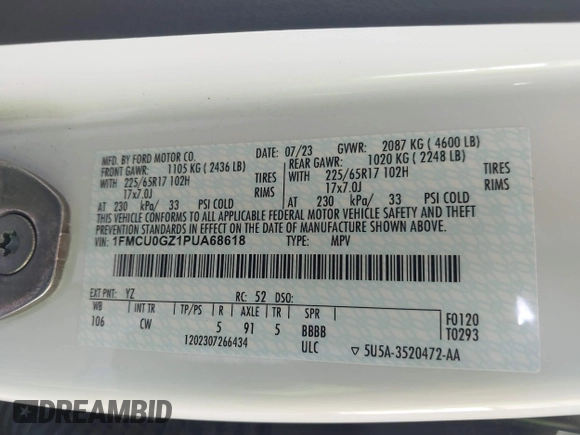 MFD. BY FORD MOTOR CO.
DATE: 07/23 GVWR: 2087 KG ( 4600 LB)
FRONT GAWR: 1105 KG ( 2436 LB) REAR GAWR: 1020 KG ( 2248 LB)
WITH 225/65R17 102H TIRES WITH 225/65R17 102H TIRES
17x7.0J RIMS 17x7.0J RIMS
AT 230 kPa/ 33 PSI COLD AT 230 kPa/ 33 PSI COLD
THIS VEHICLE CONFORMS TO ALL APPLICABLE FEDERAL MOTOR VEHICLE SAFETY AND THEFT
PREVENTION STANDARDS IN EFFECT ON THE DATE OF MANUFACTURE SHOWN ABOVE.
VIN: 1FMCU0GZ1PUA68618 TYPE: MPV
EXT PNT: YZ RC: 52 DSO:
WB INT TR TP/PS R AXLE TR SPR
106 CW 5 91 5 BBBB
F0120
T0293
1202307266434 ULC ▽ 5U5A-3520472-AA
DREAMBID